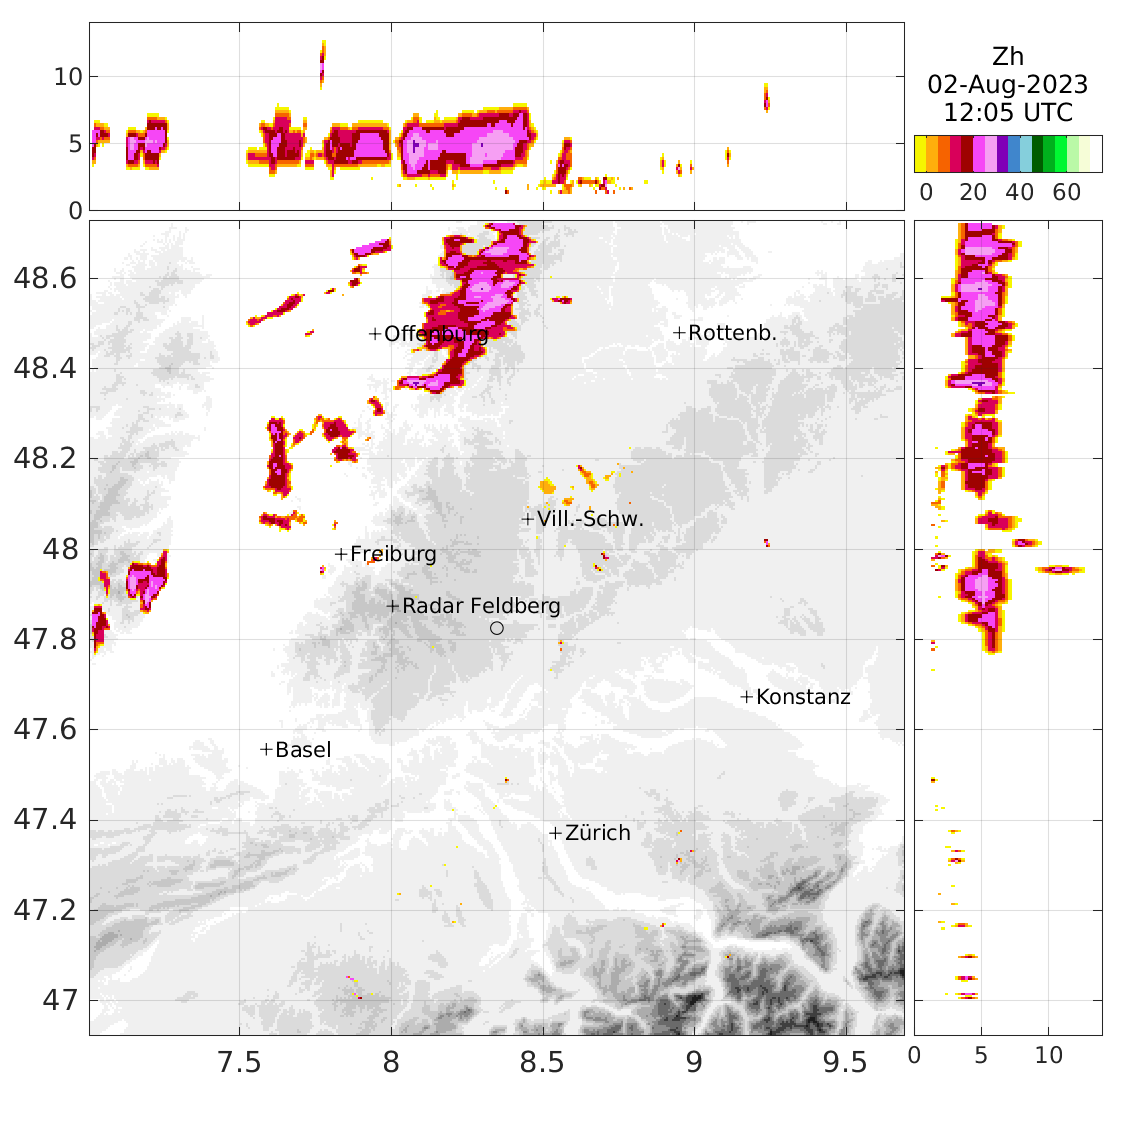 10
5
0
Zh
02-Aug-2023
12:05 UTC
0 20 40 60
48.6
48.4
48.2
48
47.8
47.6
47.4
47.2
47
Offenburg
Rottenb.
Vill.-Schw.
Freiburg
Radar Feldberg
Konstanz
Basel
Zürich
7.5 8 8.5 9 9.5
0 5 10